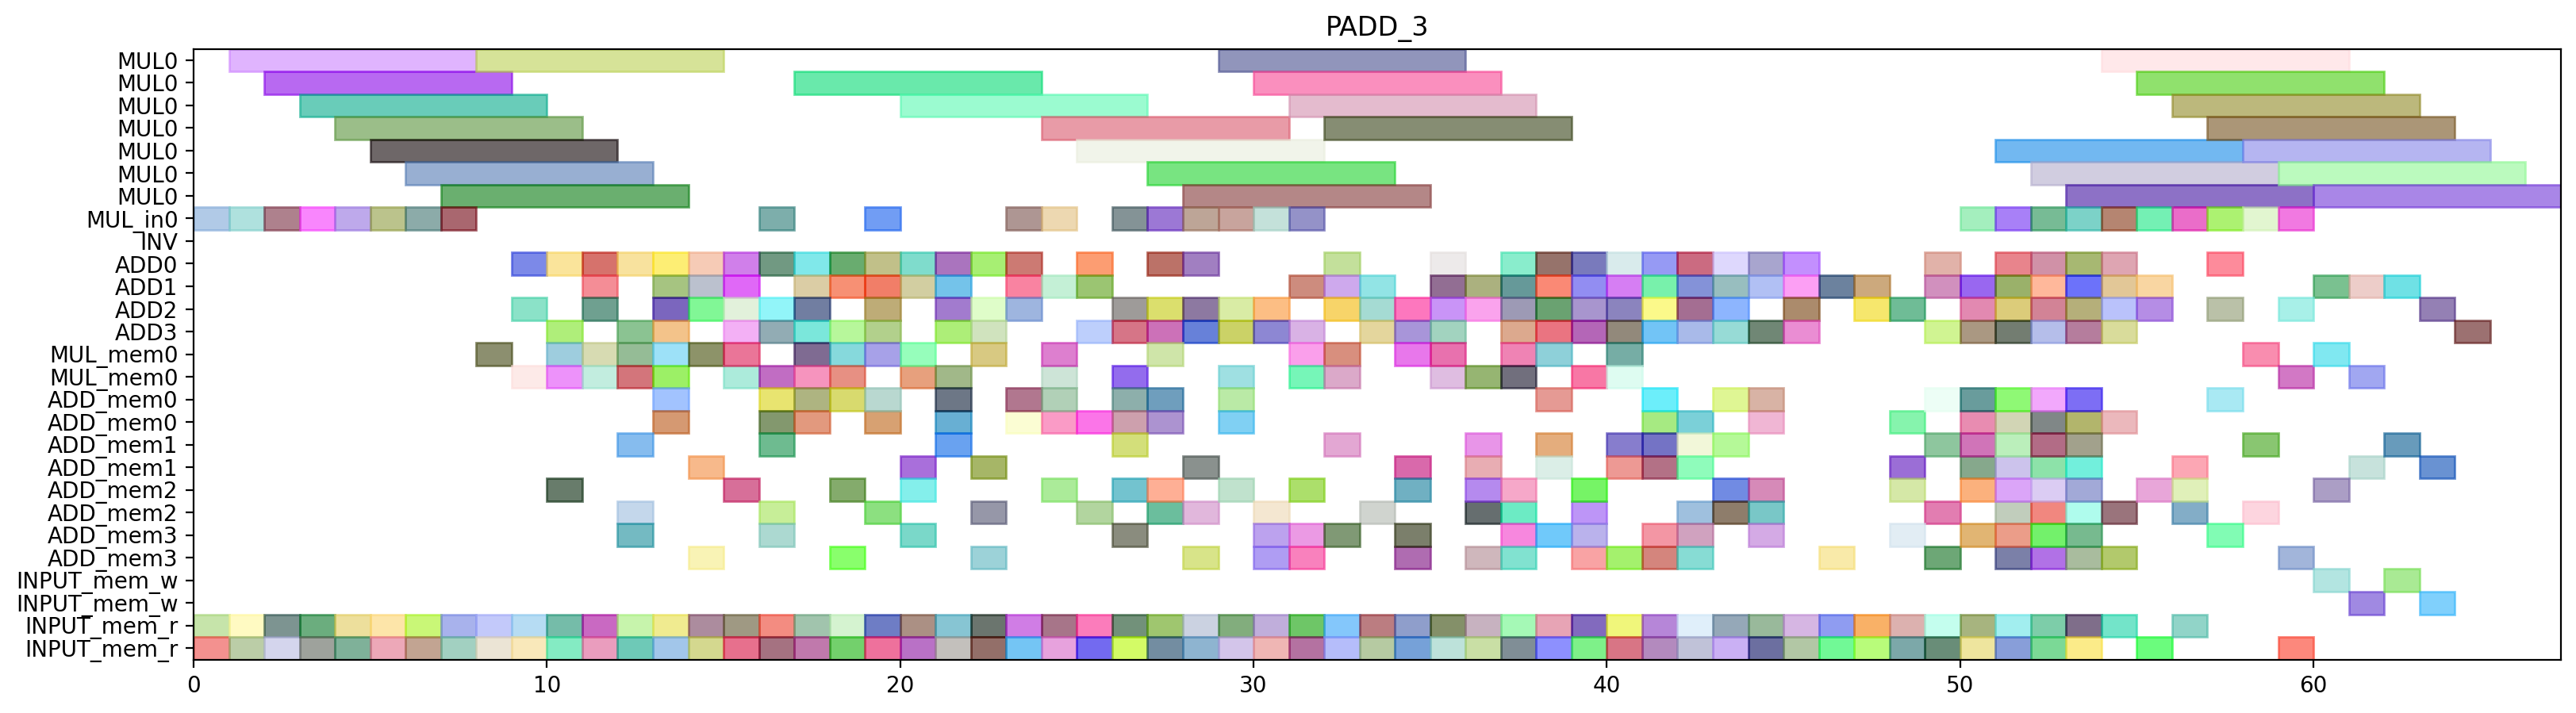 PADD_3
MUL0
MUL0
MUL0
MUL0
MUL0
MUL0
MUL0
MUL_in0
INV
ADD0
ADD1
ADD2
ADD3
MUL_mem0
MUL_mem0
ADD_mem0
ADD_mem0
ADD_mem1
ADD_mem1
ADD_mem2
ADD_mem2
ADD_mem3
ADD_mem3
INPUT_mem_w
INPUT_mem_w
INPUT_mem_r
INPUT_mem_r
0 10 20 30 40 50 60